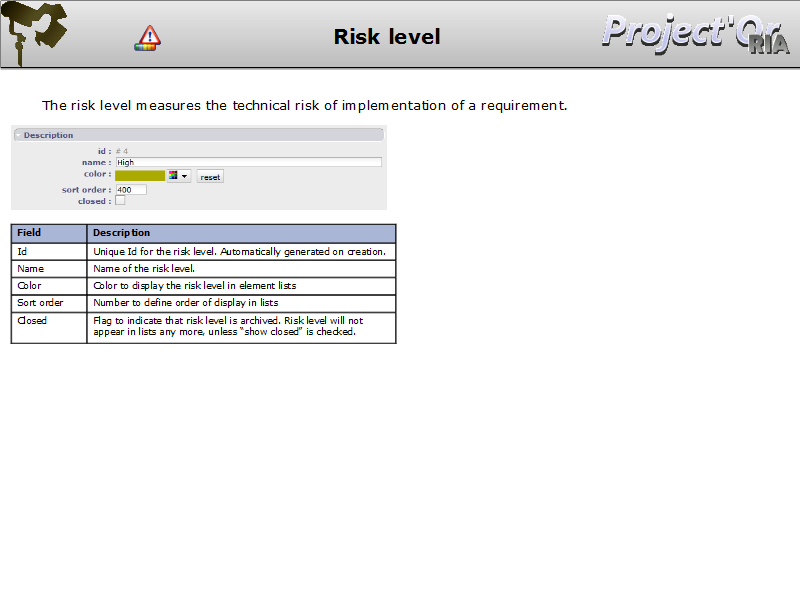 Risk level
Project'Or
RIA
The risk level measures the technical risk of implementation of a requirement.
Description
id : # 4
name : High
color : reset
sort order : 400
closed :
Field Description
Id Unique Id for the risk level. Automatically generated on creation.
Name Name of the risk level.
Color Color to display the risk level in element lists
Sort order Number to define order of display in lists
Closed Flag to indicate that risk level is archived. Risk level will not
appear in lists any more, unless “show closed” is checked.